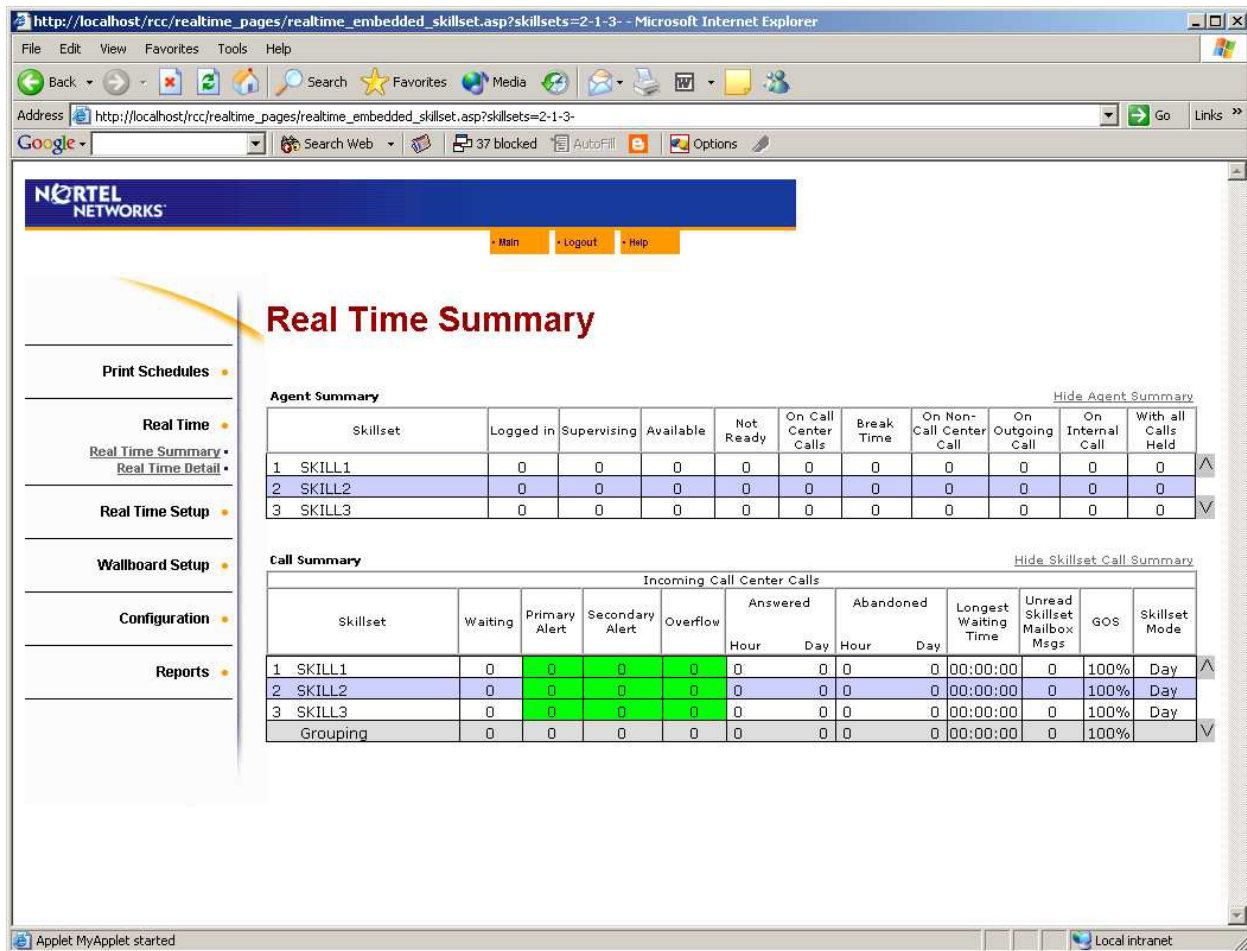 http://localhost/rcc/realtime_pages/realtime_embedded_skillset.asp?skillsets=2-1-3- - Microsoft Internet Explorer
File Edit View Favorites Tools Help
Back Search Favorites Media
Address http://localhost/rcc/realtime_pages/realtime_embedded_skillset.asp?skillsets=2-1-3- Go Links »
Google Search Web 37 blocked AutoFill Options
NORTEL
NETWORKS
Main Logout Help
Real Time Summary
Print Schedules
Real Time
Real Time Summary
Real Time Detail
Real Time Setup
Wallboard Setup
Configuration
Reports
Agent Summary Hide Agent Summary
Skillset Logged in Supervising Available Not Ready On Call Center Calls Break Time On Non-Call Center Call On Outgoing Call On Internal Call With all Calls Held
1 SKILL1 0 0 0 0 0 0 0 0 0 0
2 SKILL2 0 0 0 0 0 0 0 0 0 0
3 SKILL3 0 0 0 0 0 0 0 0 0 0
Call Summary Hide Skillset Call Summary
Incoming Call Center Calls
Skillset Waiting Primary Alert Secondary Alert Overflow Answered Hour Day Abandoned Hour Day Longest Waiting Time Unread Skillset Mailbox Msgs GOS Skillset Mode
1 SKILL1 0 0 0 0 0 0 0 0 00:00:00 0 100% Day
2 SKILL2 0 0 0 0 0 0 0 0 00:00:00 0 100% Day
3 SKILL3 0 0 0 0 0 0 0 0 00:00:00 0 100% Day
Grouping 0 0 0 0 0 0 0 0 00:00:00 0 100%
Applet MyApplet started Local intranet